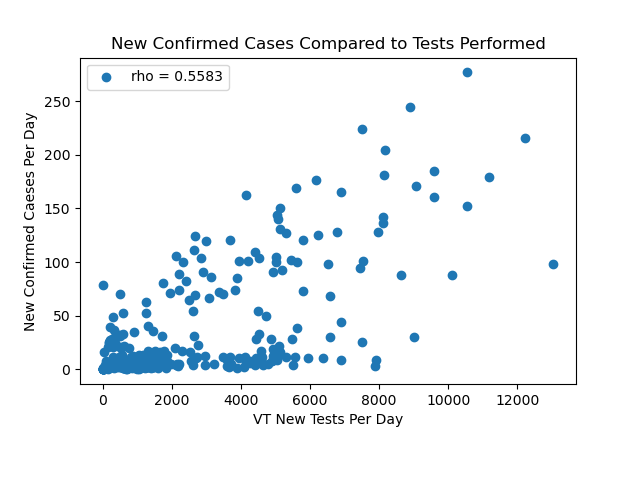 New Confirmed Cases Compared to Tests Performed
rho = 0.5583
New Confirmed Caeses Per Day
250
200
150
100
50
0
0 2000 4000 6000 8000 10000 12000
VT New Tests Per Day